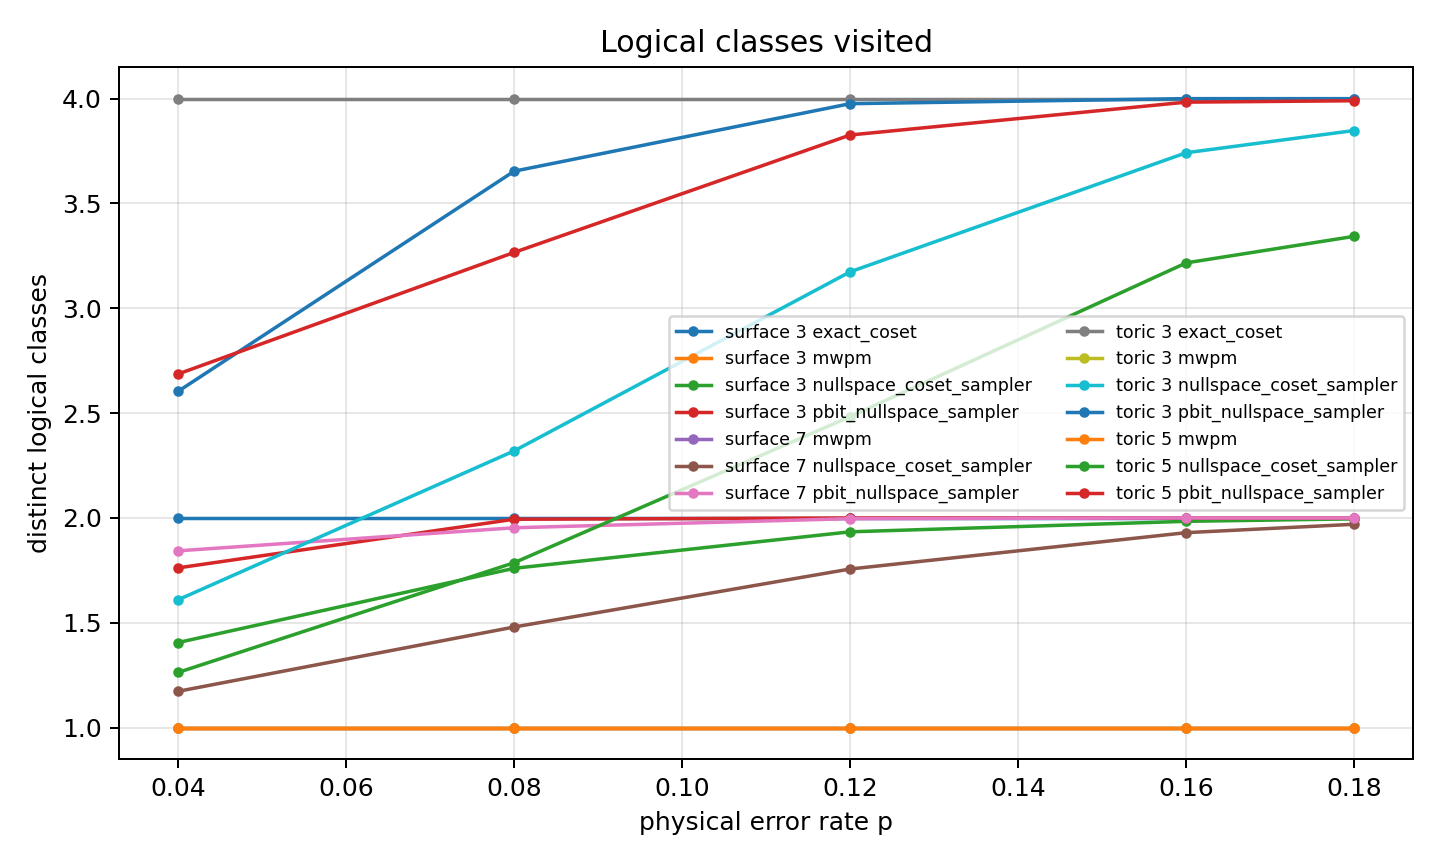 Logical classes visited
distinct logical classes
4.0
3.5
3.0
2.5
2.0
1.5
1.0
surface 3 exact_coset
surface 3 mwpm
surface 3 nullspace_coset_sampler
surface 3 pbit_nullspace_sampler
surface 7 mwpm
surface 7 nullspace_coset_sampler
surface 7 pbit_nullspace_sampler
toric 3 exact_coset
toric 3 mwpm
toric 3 nullspace_coset_sampler
toric 3 pbit_nullspace_sampler
toric 5 mwpm
toric 5 nullspace_coset_sampler
toric 5 pbit_nullspace_sampler
0.04 0.06 0.08 0.10 0.12 0.14 0.16 0.18
physical error rate p